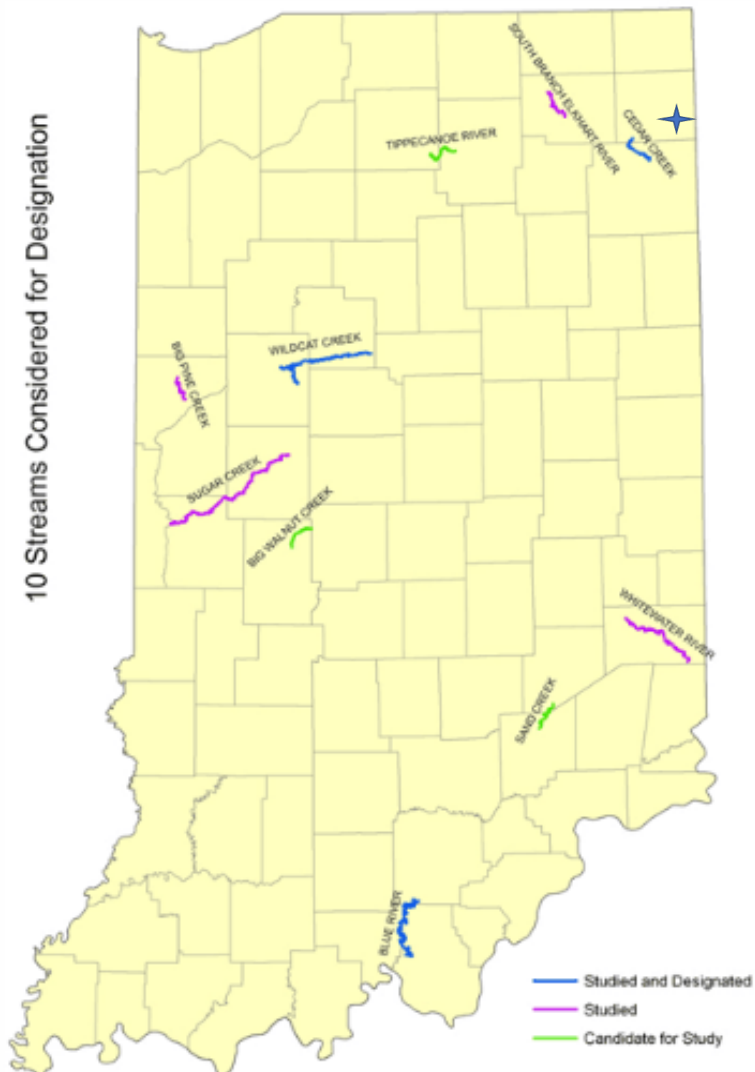 10 Streams Considered for Designation
SOUTH BRANCH ELKHART RIVER
CEDAR CREEK
TIPPECANOE RIVER
WILDCAT CREEK
BIG PINE CREEK
SUGAR CREEK
BIG WALNUT CREEK
WHITEWATER RIVER
SAND CREEK
BLUE RIVER
Studied and Designated
Studied
Candidate for Study